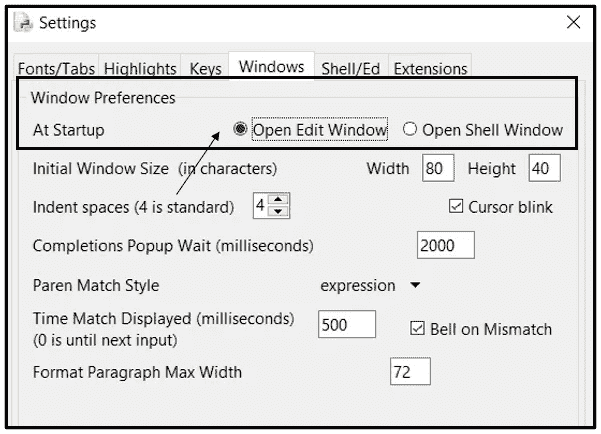 Settings
Fonts/Tabs Highlights Keys Windows Shell/Ed Extensions
Window Preferences
At Startup Open Edit Window Open Shell Window
Initial Window Size (in characters) Width 80 Height 40
Indent spaces (4 is standard) 4 Cursor blink
Completions Popup Wait (milliseconds) 2000
Paren Match Style expression
Time Match Displayed (milliseconds) 500 Bell on Mismatch
(0 is until next input)
Format Paragraph Max Width 72